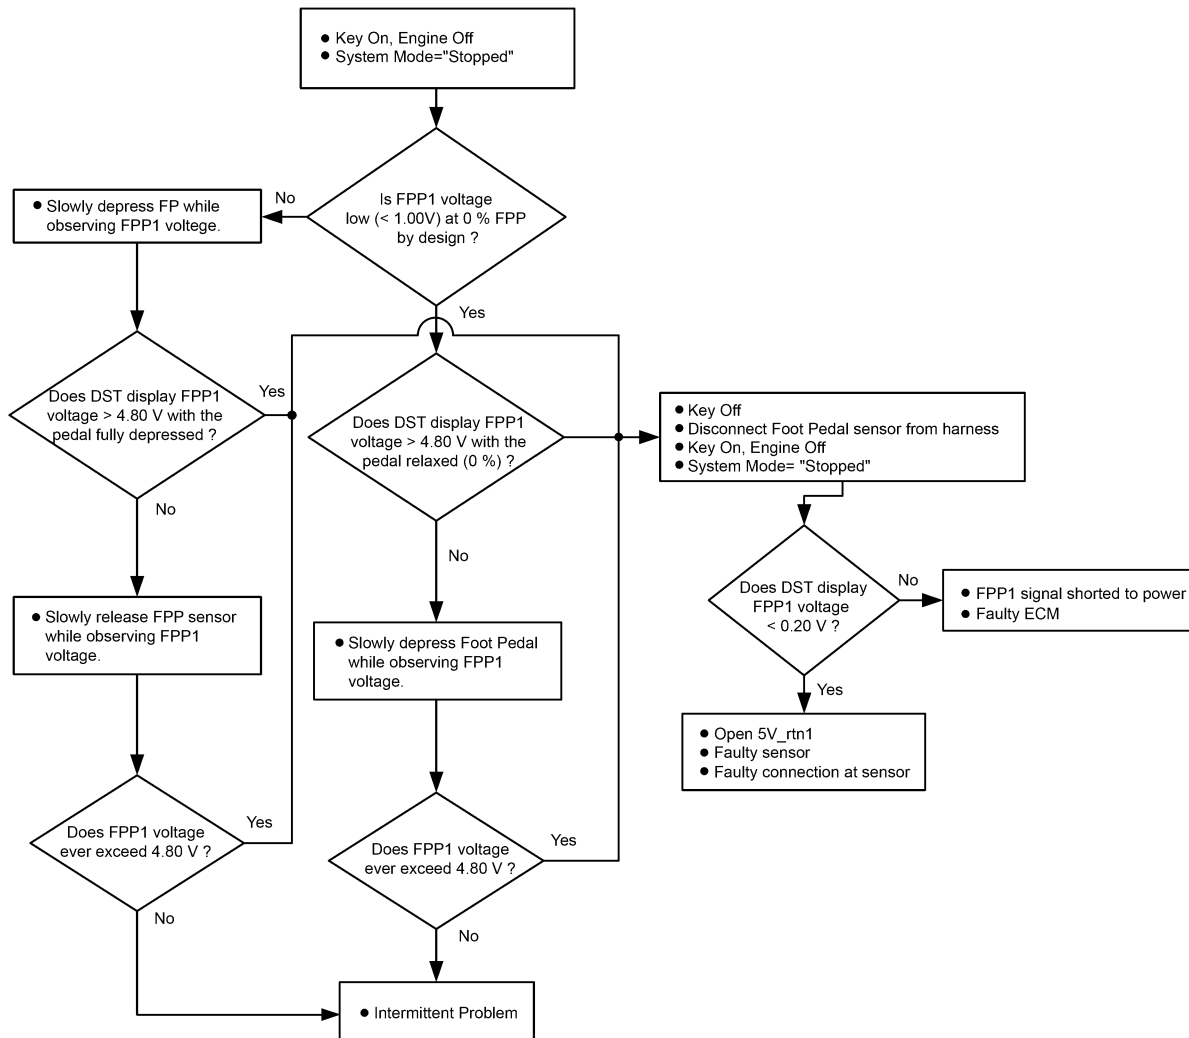 ● Key On, Engine Off
● System Mode="Stopped"
Is FPP1 voltage
low (< 1.00V) at 0 % FPP
by design ?
No
Yes
● Slowly depress FP while
observing FPP1 voltege.
Does DST display FPP1
voltage > 4.80 V with the
pedal fully depressed ?
Yes
No
● Slowly release FPP sensor
while observing FPP1
voltage.
Does FPP1 voltage
ever exceed 4.80 V ?
Yes
No
Does DST display FPP1
voltage > 4.80 V with the
pedal relaxed (0 %) ?
No
● Slowly depress Foot Pedal
while observing FPP1
voltage.
Does FPP1 voltage
ever exceed 4.80 V ?
Yes
No
● Intermittent Problem
● Key Off
● Disconnect Foot Pedal sensor from harness
● Key On, Engine Off
● System Mode= "Stopped"
Does DST display
FPP1 voltage
< 0.20 V ?
No
Yes
● FPP1 signal shorted to power
● Faulty ECM
● Open 5V_rtn1
● Faulty sensor
● Faulty connection at sensor